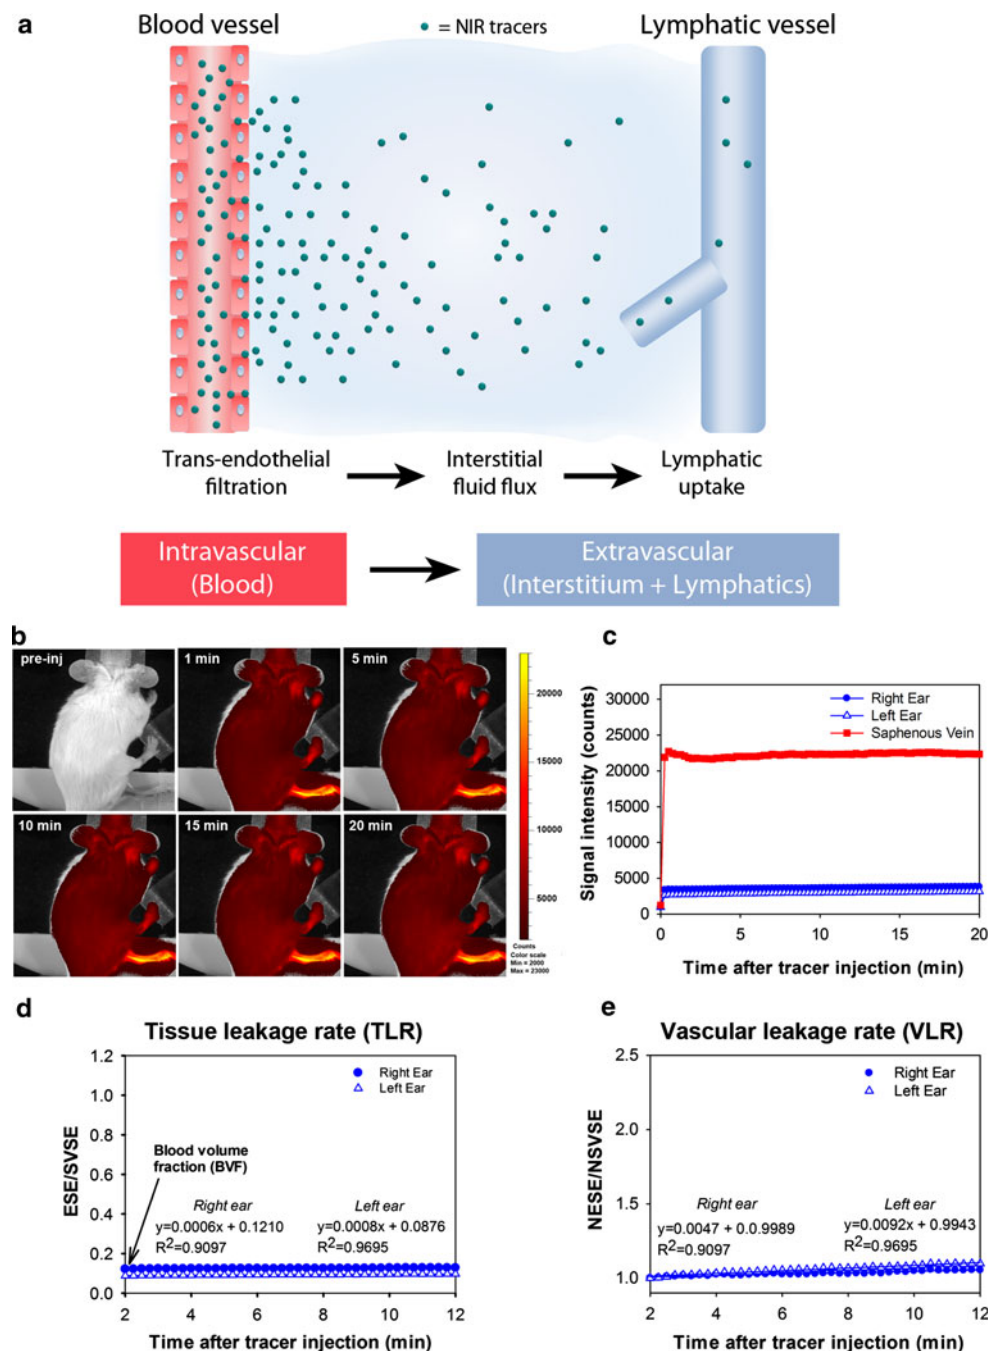 a
Blood vessel
= NIR tracers
Lymphatic vessel
Trans-endothelial
filtration
Interstitial
fluid flux
Lymphatic
uptake
Intravascular
(Blood)
Extravascular
(Interstitium + Lymphatics)
b
pre-inj
1 min
5 min
10 min
15 min
20 min
20000
15000
10000
5000
Counts
Color scale
Min = 2000
Max = 23000
c
Signal intensity (counts)
30000
25000
20000
15000
10000
5000
0
Right Ear
Left Ear
Saphenous Vein
0 5 10 15 20
Time after tracer injection (min)
d
Tissue leakage rate (TLR)
ESE/SVSE
1.2
1.0
0.8
0.6
0.4
0.2
0.0
Right Ear
Left Ear
Blood volume
fraction (BVF)
Right ear
y=0.0006x + 0.1210
R²=0.9097
Left ear
y=0.0008x + 0.0876
R²=0.9695
2 4 6 8 10 12
Time after tracer injection (min)
e
Vascular leakage rate (VLR)
NESE/NSVSE
2.5
2.0
1.5
1.0
Right Ear
Left Ear
Right ear
y=0.0047 + 0.0.9989
R²=0.9097
Left ear
y=0.0092x + 0.9943
R²=0.9695
2 4 6 8 10 12
Time after tracer injection (min)